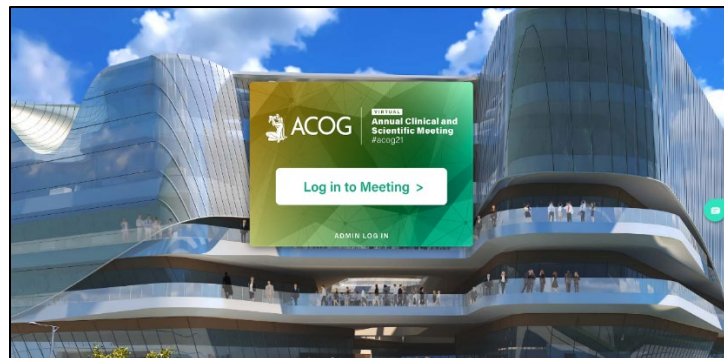 ACOG
VIRTUAL
Annual Clinical and
Scientific Meeting
#acog21
Log in to Meeting >
ADMIN LOG IN